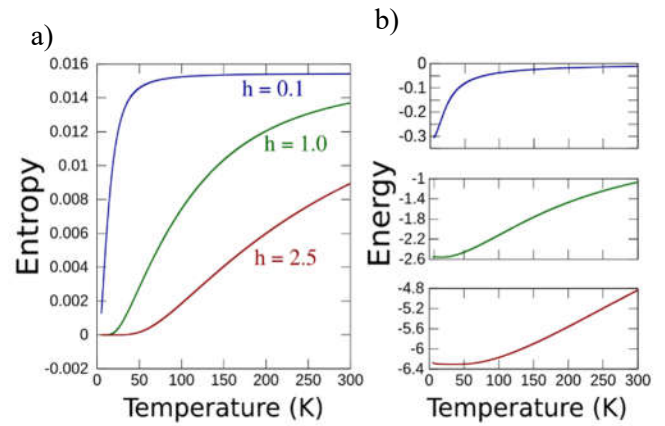 a)
0.016
0.014
0.012
0.01
0.008
0.006
0.004
0.002
0
-0.002
Entropy
h = 0.1
h = 1.0
h = 2.5
0 50 100 150 200 250 300
Temperature (K)
b)
0
-0.1
-0.2
-0.3
-1
-1.4
-1.8
-2.2
-2.6
-4.8
-5.2
-5.6
-6
-6.4
Energy
0 50 100 150 200 250 300
Temperature (K)